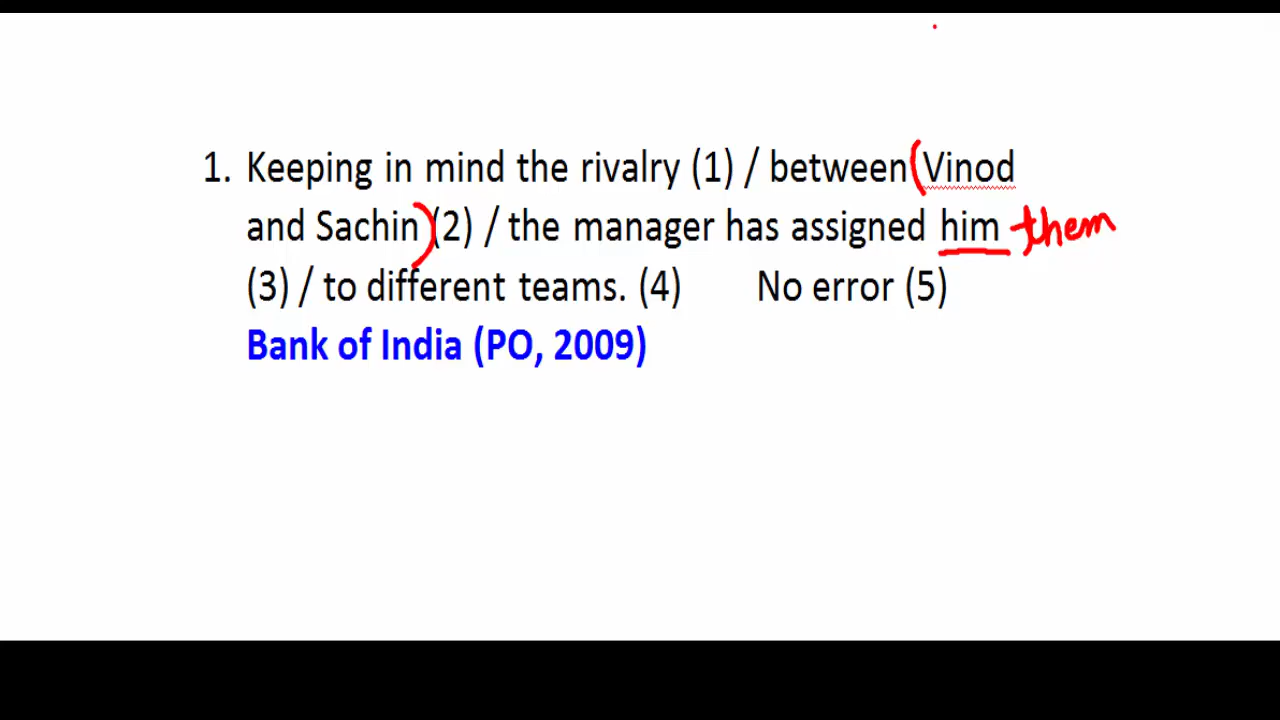 1. Keeping in mind the rivalry (1) / between (Vinod
and Sachin) (2) / the manager has assigned him them
(3) / to different teams. (4) No error (5)
Bank of India (PO, 2009)